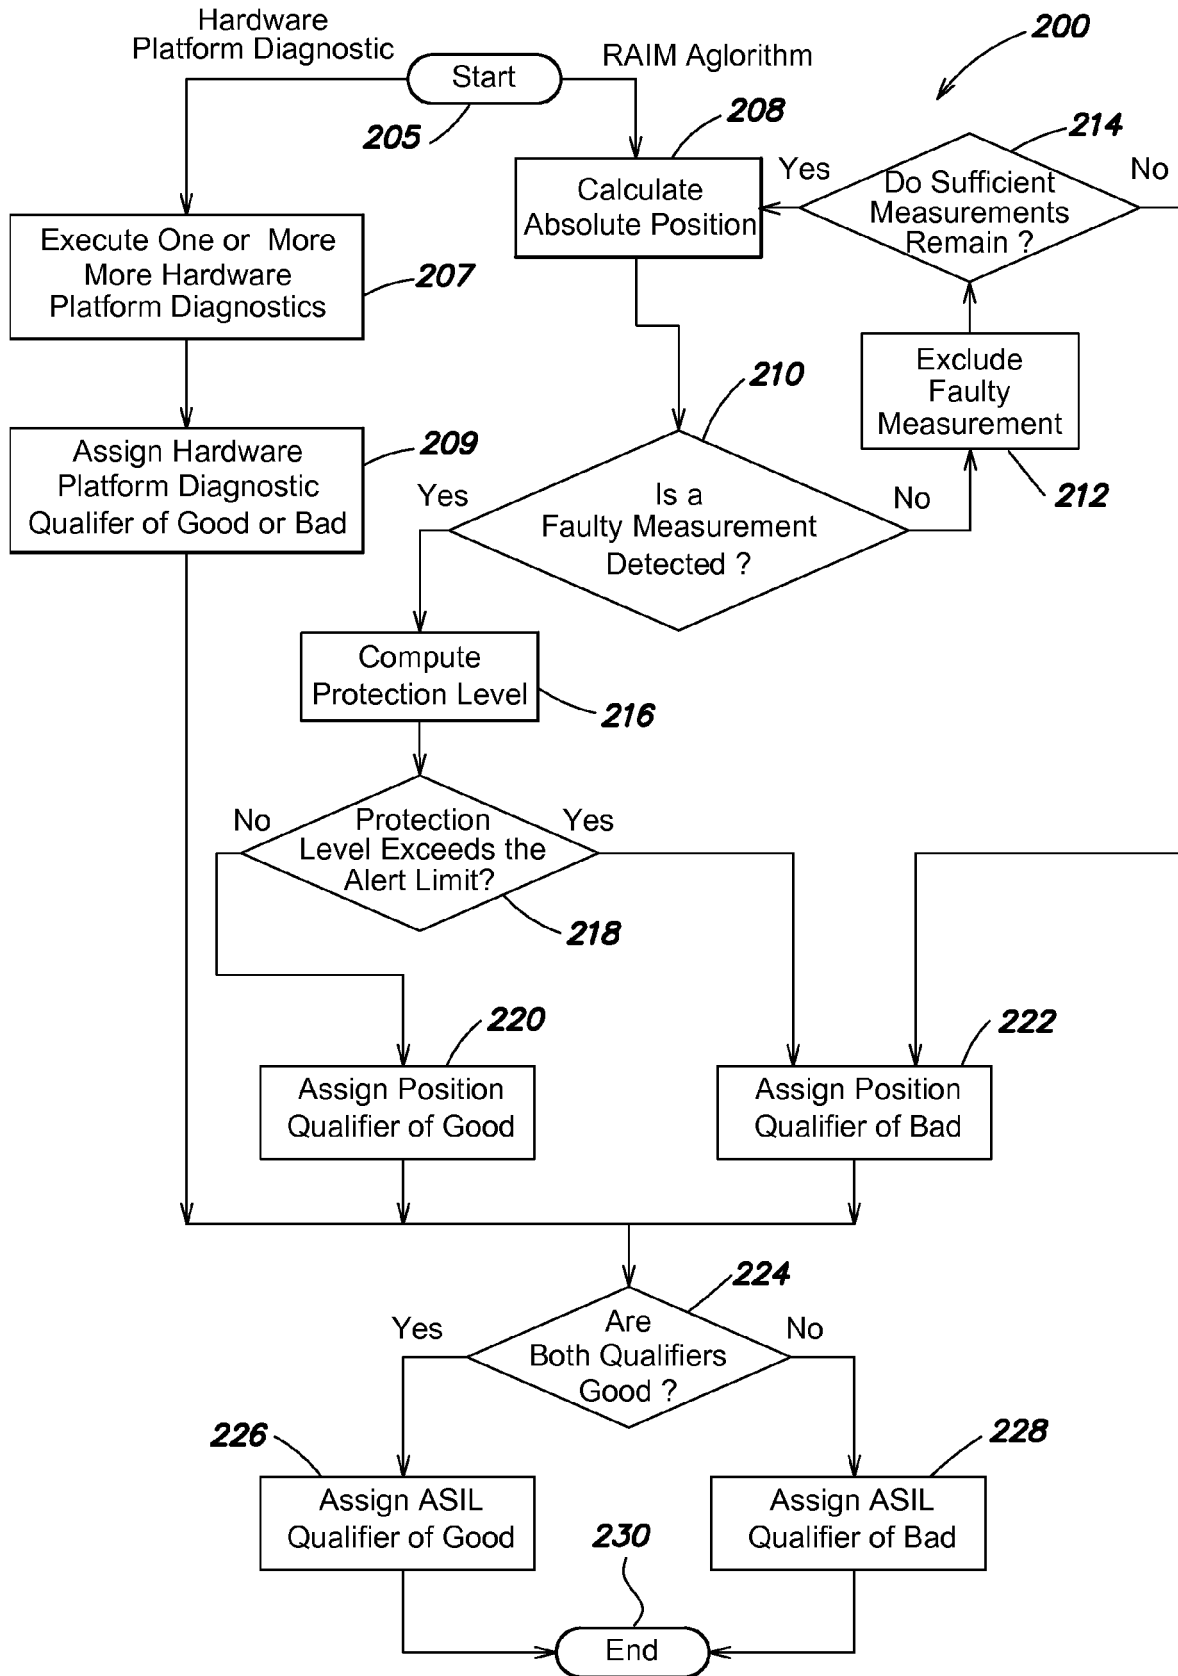 Hardware
Platform Diagnostic
Start
205
RAIM Aglorithm
200
208
Calculate
Absolute Position
214
Yes
No
Do Sufficient
Measurements
Remain ?
Execute One or More
More Hardware
Platform Diagnostics
207
Exclude
Faulty
Measurement
212
210
Assign Hardware
Platform Diagnostic
Qualifer of Good or Bad
209
Yes
No
Is a
Faulty Measurement
Detected ?
Compute
Protection Level
216
No
Yes
Protection
Level Exceeds the
Alert Limit?
218
220
Assign Position
Qualifier of Good
222
Assign Position
Qualifier of Bad
224
Yes
No
Are
Both Qualifiers
Good ?
226
Assign ASIL
Qualifier of Good
228
Assign ASIL
Qualifier of Bad
230
End